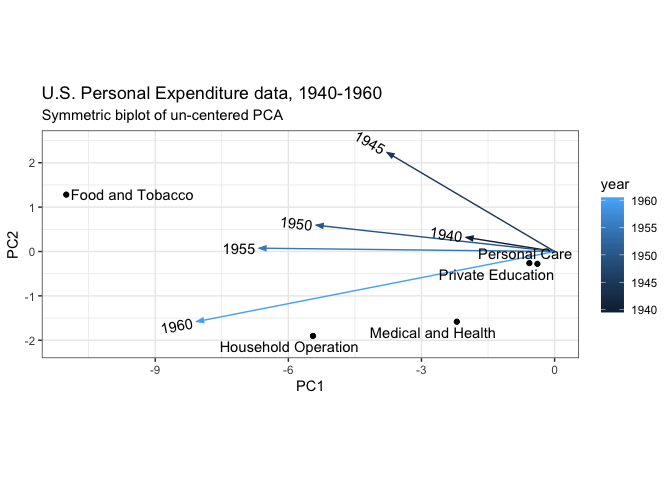 U.S. Personal Expenditure data, 1940-1960
Symmetric biplot of un-centered PCA
1945
Food and Tobacco
1950
1940
1955
Personal Care
Private Education
1960
Medical and Health
Household Operation
2
1
0
-1
-2
PC2
-9
-6
-3
0
PC1
year
1960
1955
1950
1945
1940